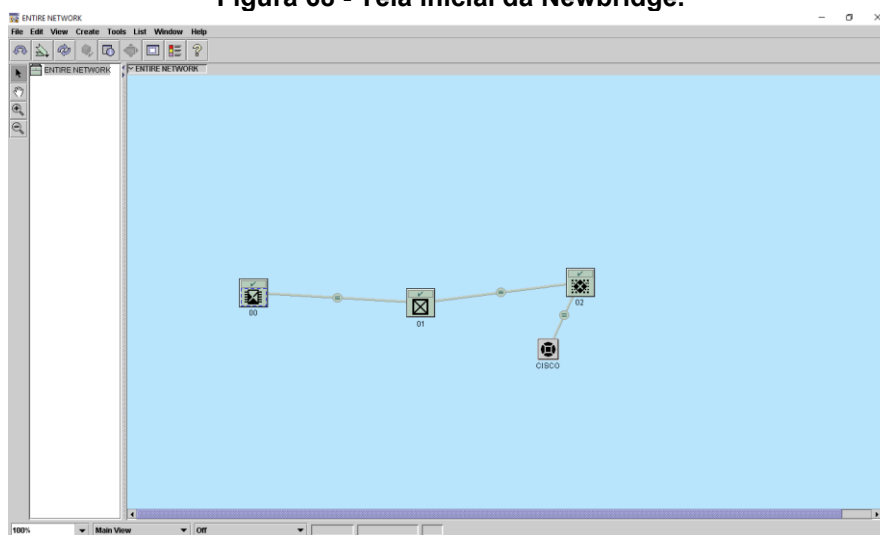 Figura 68 - Tela inicial da Newbridge.
ENTIRE NETWORK
File Edit View Create Tools List Window Help
ENTIRE NETWORK
ENTIRE NETWORK
00
01
02
CISCO
100% Main View Off